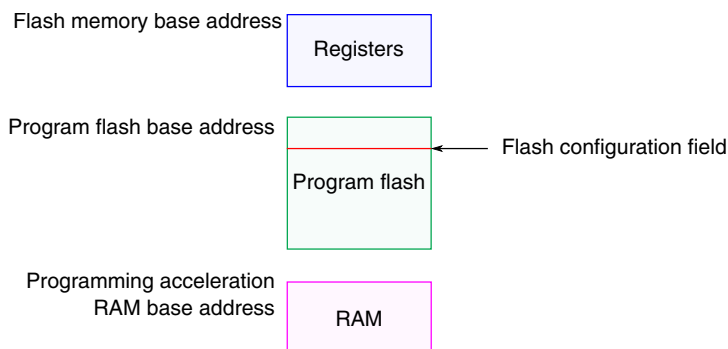 Flash memory base address
Registers
Program flash base address
Flash configuration field
Program flash
Programming acceleration
RAM base address
RAM